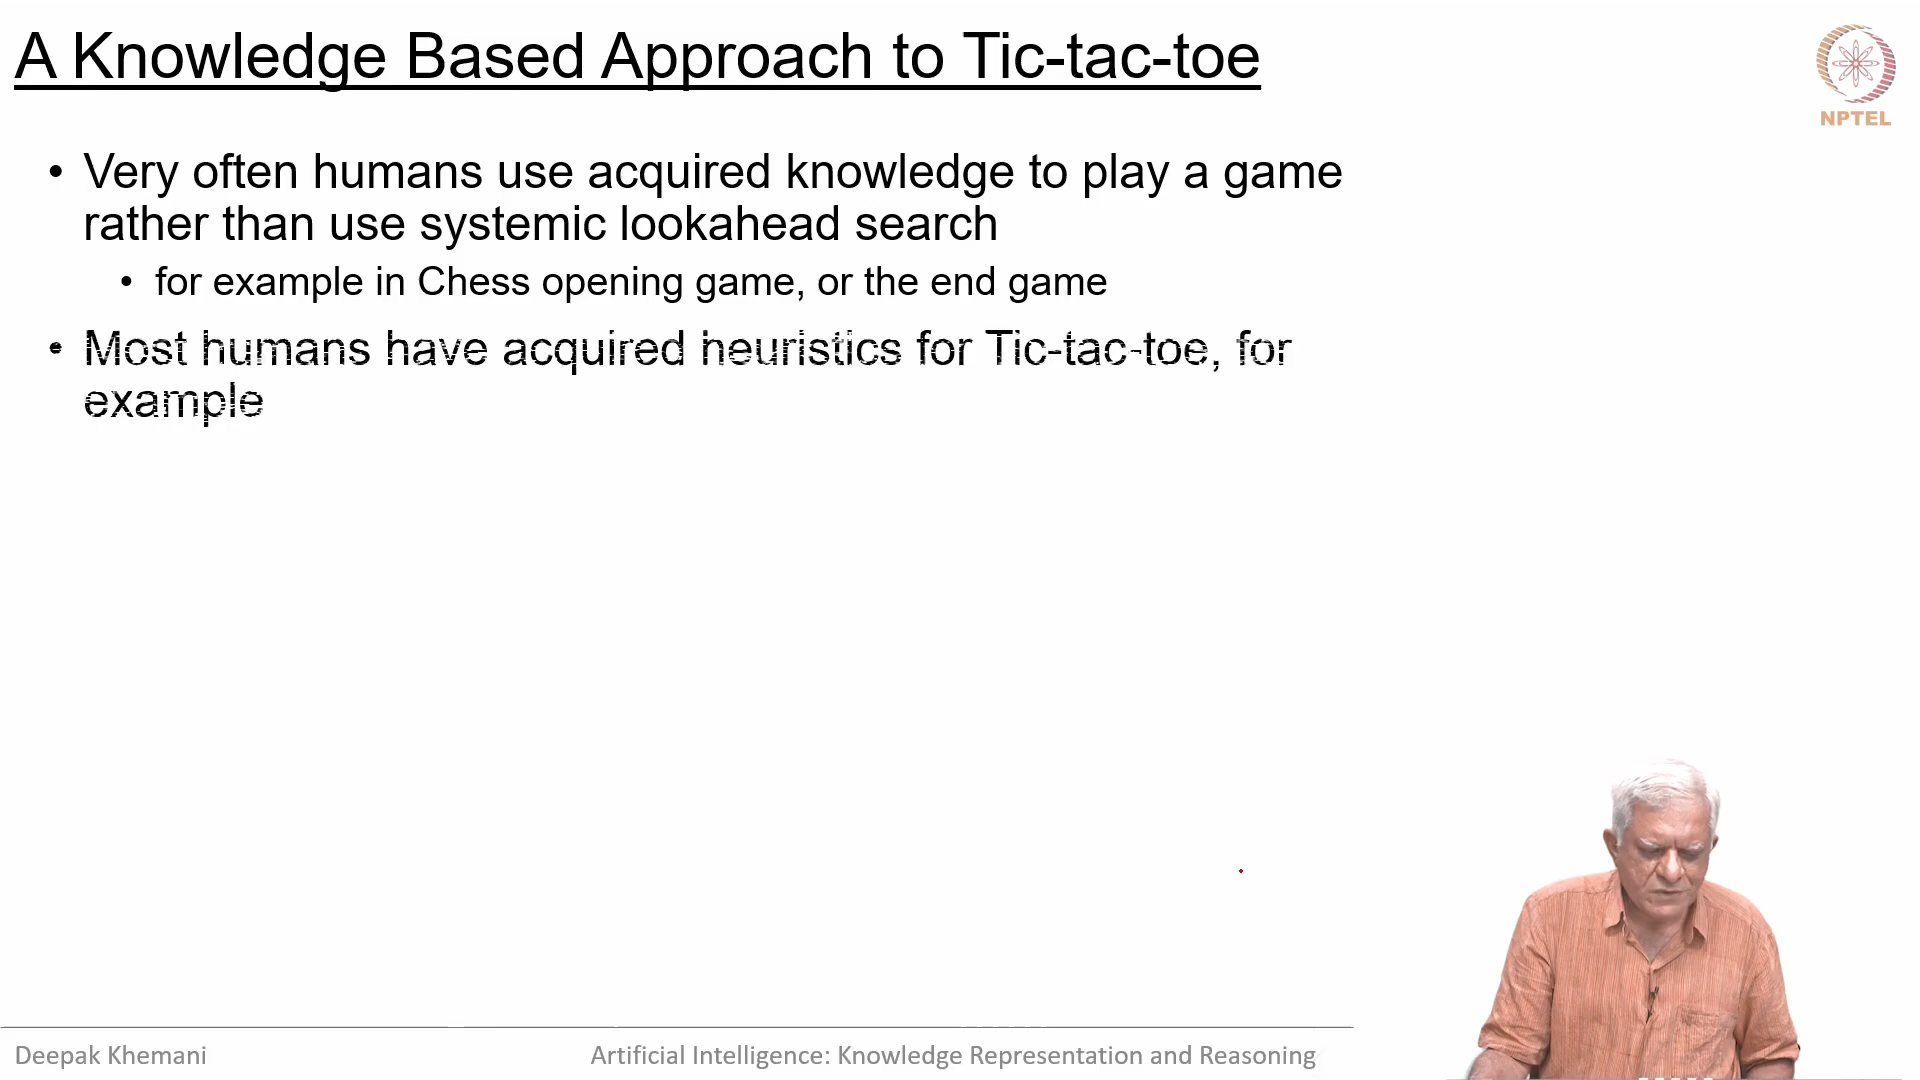 A Knowledge Based Approach to Tic-tac-toe
NPTEL
• Very often humans use acquired knowledge to play a game
rather than use systemic lookahead search
• for example in Chess opening game, or the end game
• Most humans have acquired heuristics for Tic-tac-toe, for
example
Deepak Khemani
Artificial Intelligence: Knowledge Representation and Reasoning